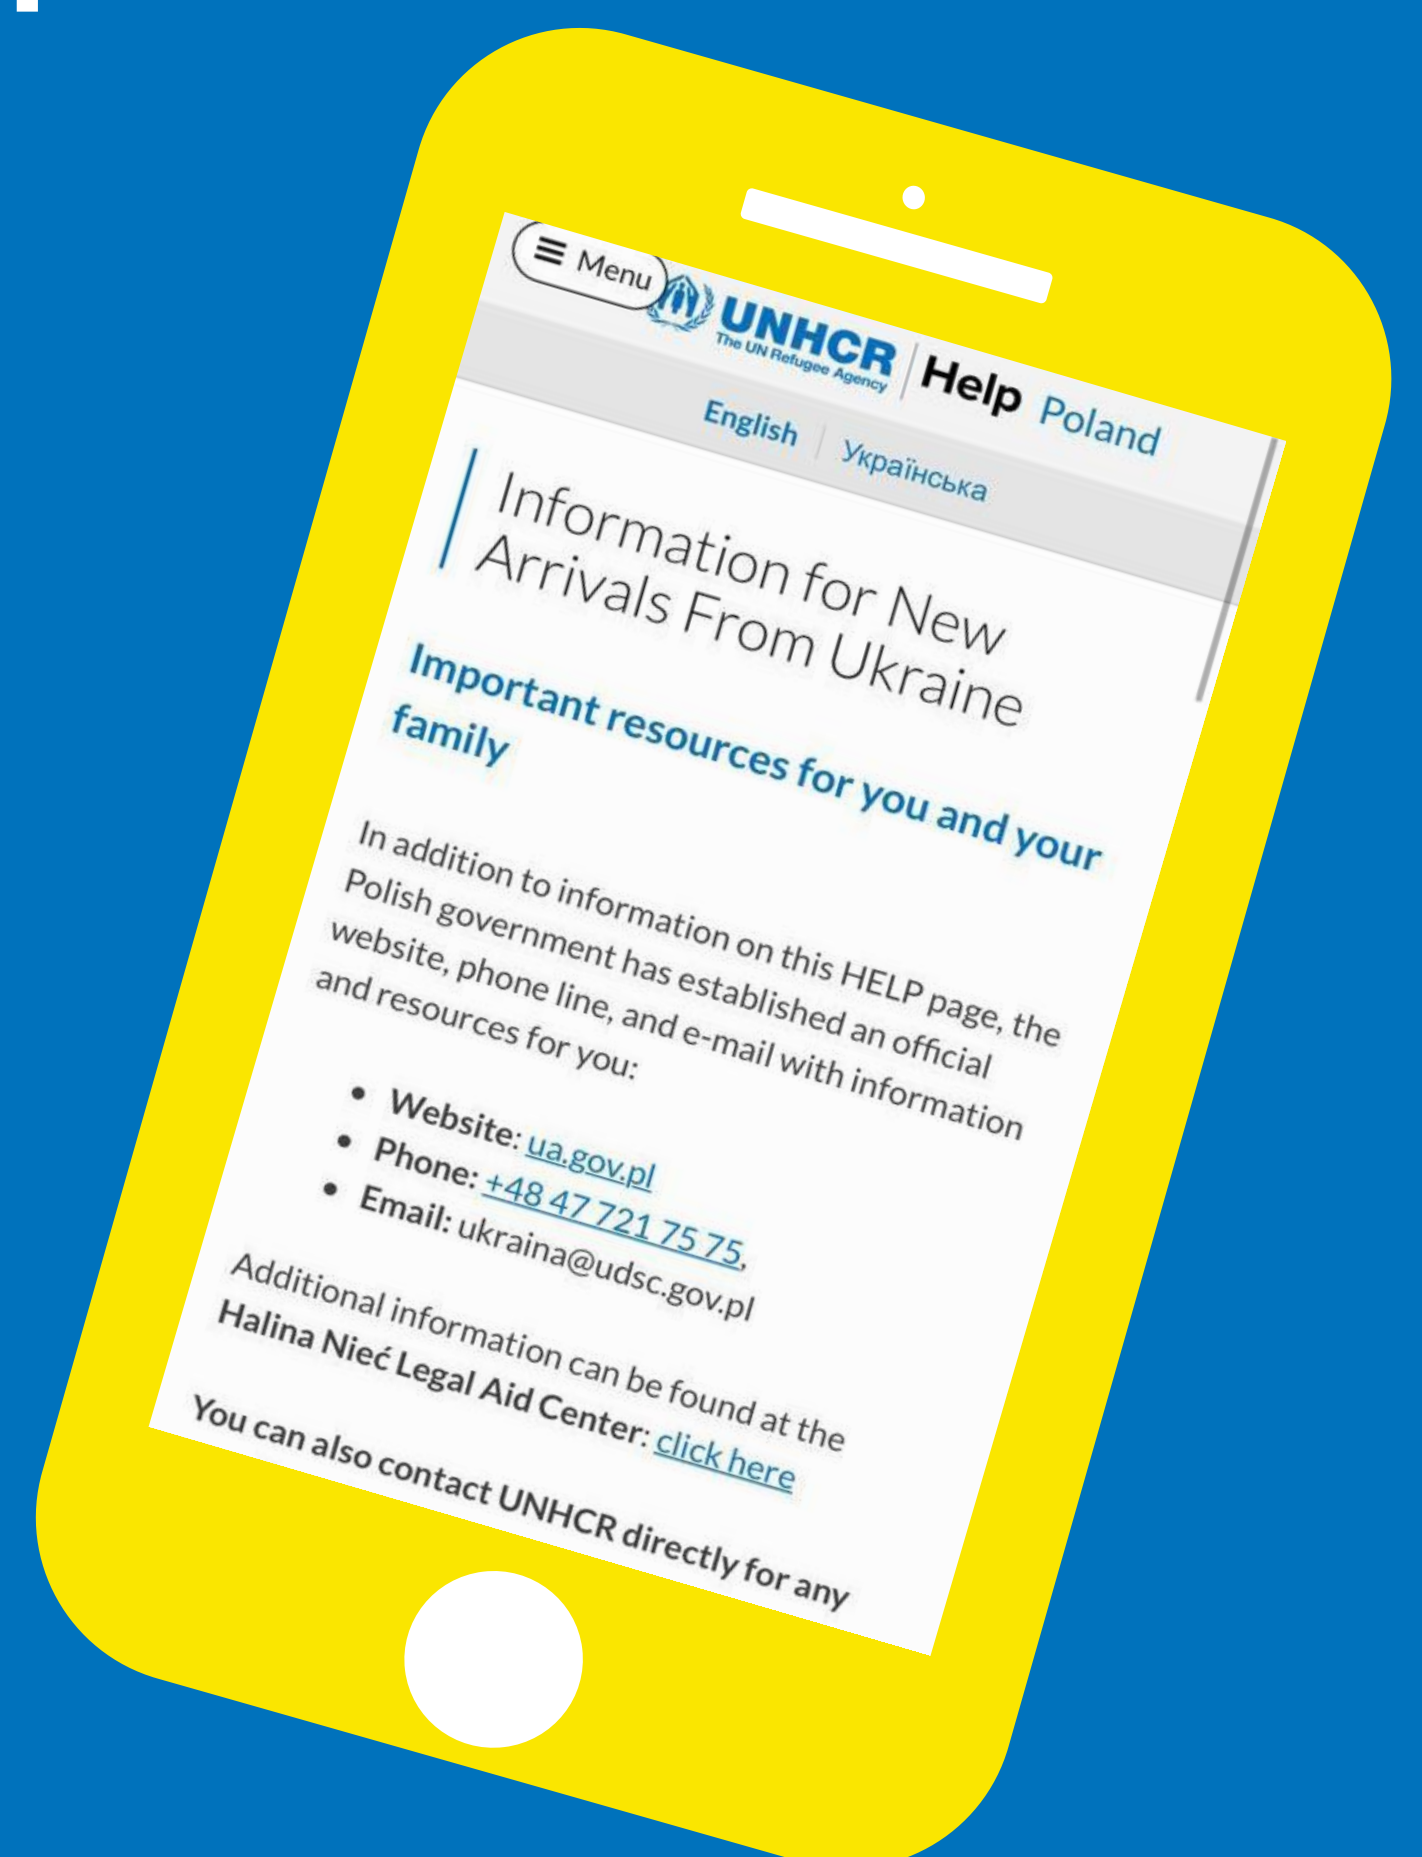 Menu
UNHCR
The UN Refugee Agency
Help Poland
English
Українська
Information for New
Arrivals From Ukraine
Important resources for you and your
family
In addition to information on this HELP page, the
Polish government has established an official
website, phone line, and e-mail with information
and resources for you:
• Website: ua.gov.pl
• Phone: +48 47 721 75 75,
• Email: ukraina@udsc.gov.pl
Additional information can be found at the
Halina Nieć Legal Aid Center: click here
You can also contact UNHCR directly for any